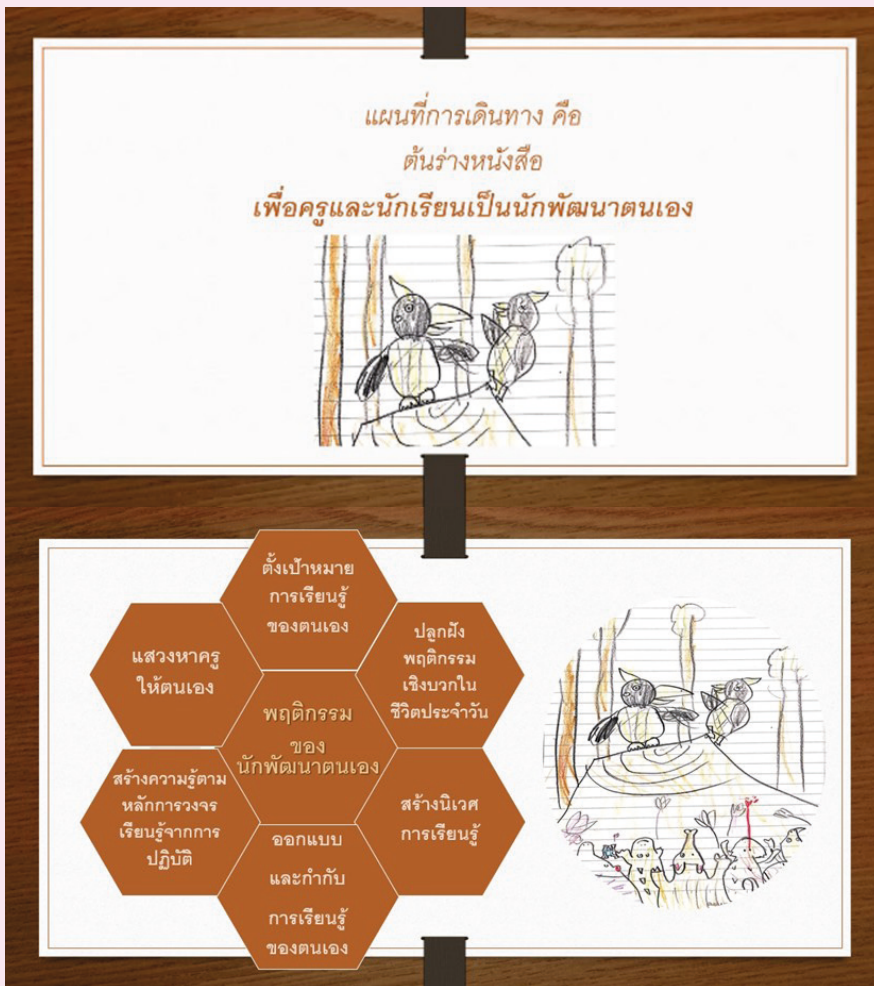 แผนที่การเดินทาง คือ
ต้นร่างหนังสือ
เพื่อครูและนักเรียนเป็นนักพัฒนาตนเอง
ตั้งเป้าหมาย
การเรียนรู้
ของตนเอง
ปลูกฝัง
พฤติกรรม
เชิงบวกใน
ชีวิตประจำวัน
แสวงหาครู
ให้ตนเอง
พฤติกรรม
ของ
นักพัฒนาตนเอง
สร้างความรู้ตาม
หลักการวงจร
เรียนรู้จากการ
ปฏิบัติ
สร้างนิเวศ
การเรียนรู้
ออกแบบ
และกำกับ
การเรียนรู้
ของตนเอง